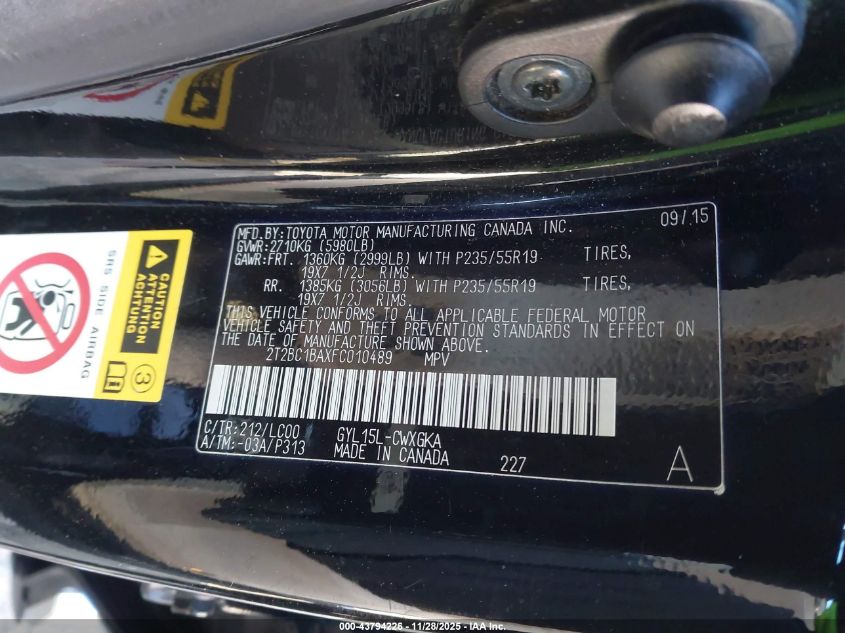 MFD.BY:TOYOTA MOTOR MANUFACTURING CANADA INC. 09/15
GVWR:2710KG (5980LB)
GAWR:FRT. 1360KG (2999LB) WITH P235/55R19 TIRES,
19X7 1/2J RIMS.
RR. 1385KG (3056LB) WITH P235/55R19 TIRES,
19X7 1/2J RIMS.
THIS VEHICLE CONFORMS TO ALL APPLICABLE FEDERAL MOTOR
VEHICLE SAFETY AND THEFT PREVENTION STANDARDS IN EFFECT ON
THE DATE OF MANUFACTURE SHOWN ABOVE.
2T2BC1BAXFC010489 MPV
C/TR:212/LC00 GYL15L-CWXGKA
A/TM:-03A/P313 MADE IN CANADA 227 A
SRS SIDE AIRBAG
CAUTION
ATTENTION
ACHTUNG
3
000-43794226 - 11/28/2025 - IAA Inc.